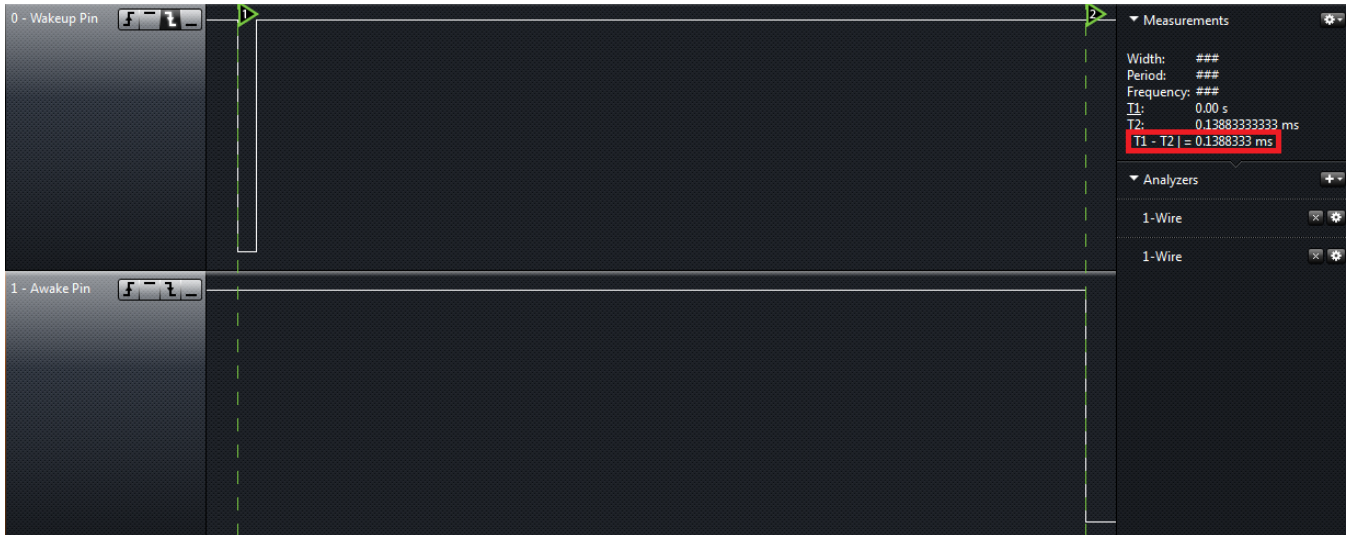 0 - Wakeup Pin
1
2
Measurements
Width: ###
Period: ###
Frequency: ###
T1: 0.00 s
T2: 0.13883333333 ms
T1 - T2 | = 0.1388333 ms
Analyzers
1-Wire
1-Wire
1 - Awake Pin